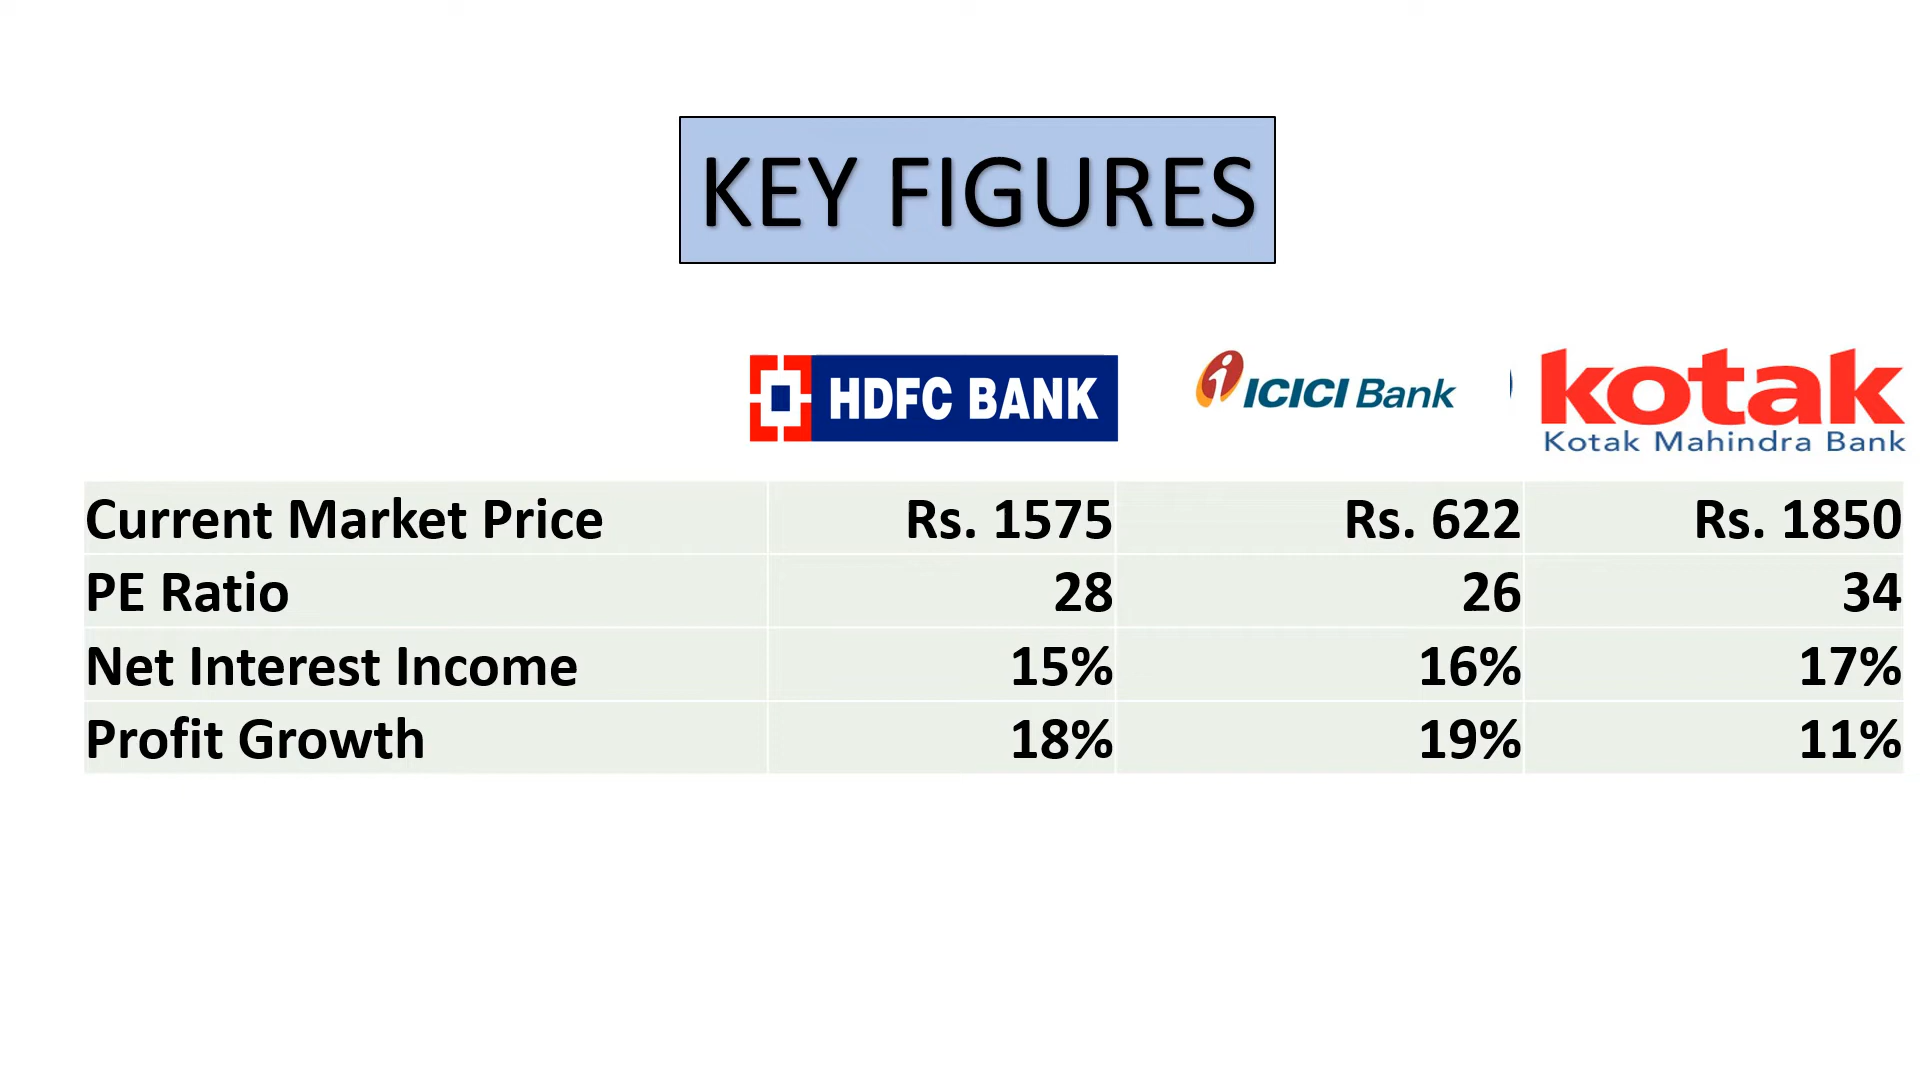 KEY FIGURES
HDFC BANK
ICICI Bank
kotak
Kotak Mahindra Bank
Current Market Price Rs. 1575 Rs. 622 Rs. 1850
PE Ratio 28 26 34
Net Interest Income 15% 16% 17%
Profit Growth 18% 19% 11%